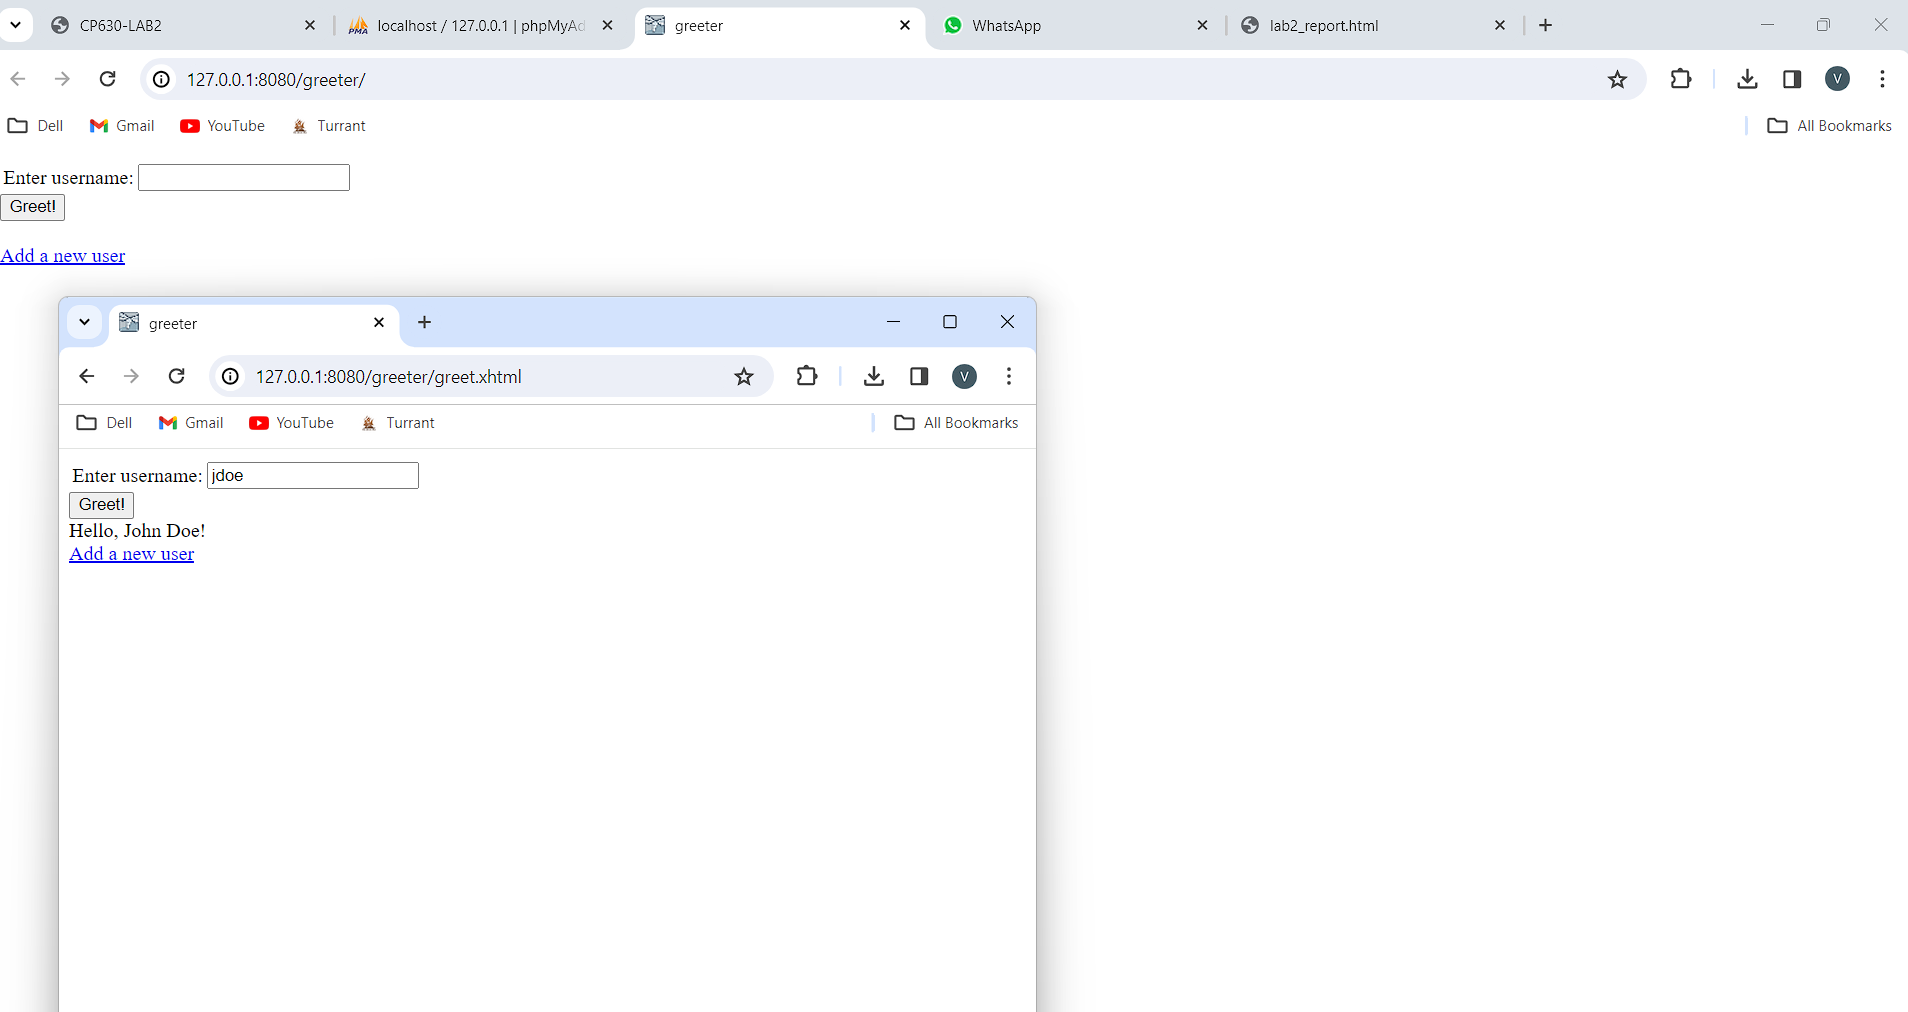 CP630-LAB2
localhost / 127.0.0.1 | phpMyAd
greeter
WhatsApp
lab2_report.html
127.0.0.1:8080/greeter/
V
Dell
Gmail
YouTube
Turrant
All Bookmarks
Enter username:
Greet!
Add a new user
greeter
127.0.0.1:8080/greeter/greet.xhtml
V
Dell
Gmail
YouTube
Turrant
All Bookmarks
Enter username: jdoe
Greet!
Hello, John Doe!
Add a new user